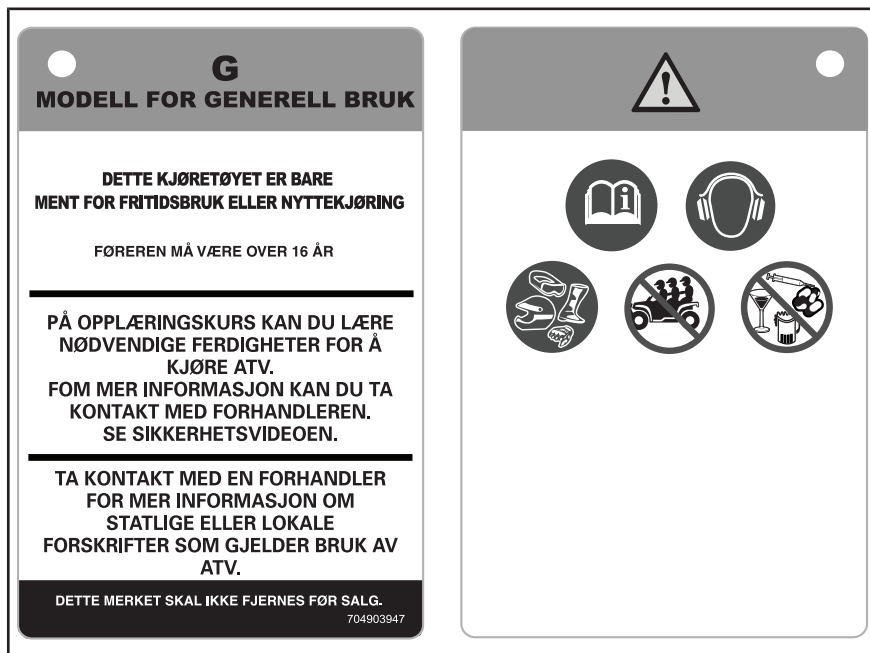 G
MODELL FOR GENERELL BRUK
DETTE KJØRETØYET ER BARE
MENT FOR FRITIDSBRUK ELLER NYTTEKJØRING
FØREREN MÅ VÆRE OVER 16 ÅR
PÅ OPPLÆRINGSKURS KAN DU LÆRE
NØDVENDIGE FERDIGHETER FOR Å
KJØRE ATV.
FOM MER INFORMASJON KAN DU TA
KONTAKT MED FORHANDLEREN.
SE SIKKERHETSVIDEOEN.
TA KONTAKT MED EN FORHANDLER
FOR MER INFORMASJON OM
STATLIGE ELLER LOKALE
FORSKRIFTER SOM GJELDER BRUK AV
ATV.
DETTE MERKET SKAL IKKE FJERNES FØR SALG.
704903947